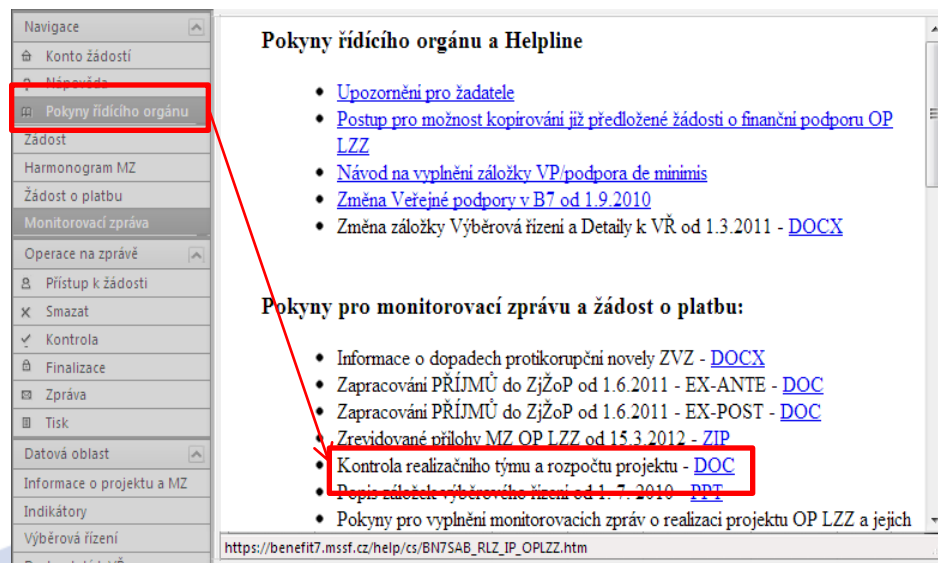 Navigace
Konto žádostí
Nápověda
Pokyny řídícího orgánu
Žádost
Harmonogram MZ
Žádost o platbu
Monitorovací zpráva
Operace na zprávě
Přístup k žádosti
Smazat
Kontrola
Finalizace
Zpráva
Tisk
Datová oblast
Informace o projektu a MZ
Indikátory
Výběrová řízení
Pokyny řídícího orgánu a Helpline
Upozornění pro žadatele
Postup pro možnost kopírování již předložené žádosti o finanční podporu OP
LZZ
Návod na vyplnění záložky VP/podpora de minimis
Změna Veřejné podpory v B7 od 1.9.2010
Změna záložky Výběrová řízení a Detaily k VŘ od 1.3.2011 - DOCX
Pokyny pro monitorovací zprávu a žádost o platbu:
Informace o dopadech protikorupční novely ZVZ - DOCX
Zapracování PŘÍJMŮ do ZjŽoP od 1.6.2011 - EX-ANTE - DOC
Zapracování PŘÍJMŮ do ZjŽoP od 1.6.2011 - EX-POST - DOC
Zrevidované přílohy MZ OP LZZ od 15.3.2012 - ZIP
Kontrola realizačního týmu a rozpočtu projektu - DOC
Popis záložek výběrového řízení od 1. 7. 2010 - PPT
Pokyny pro vyplnění monitorovacích zpráv o realizaci projektu OP LZZ a jejich
https://benefit7.mssf.cz/help/cs/BN7SAB_RLZ_IP_OPLZZ.htm